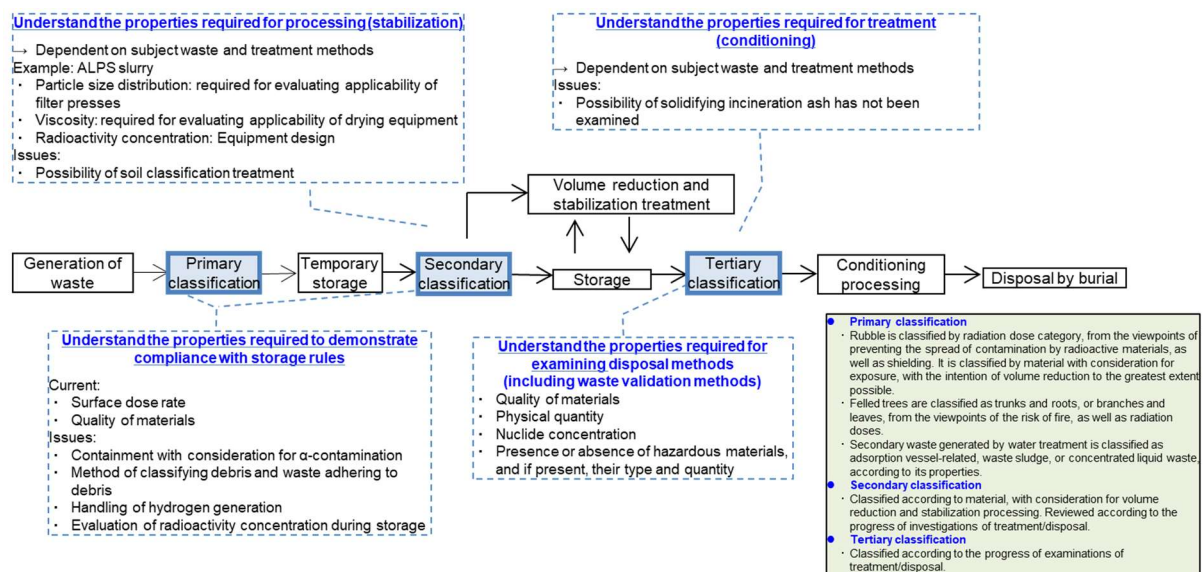 Understand the properties required for processing (stabilization)
→ Dependent on subject waste and treatment methods
Example: ALPS slurry
・ Particle size distribution: required for evaluating applicability of
filter presses
・ Viscosity: required for evaluating applicability of drying equipment
・ Radioactivity concentration: Equipment design
Issues:
・ Possibility of soil classification treatment
Understand the properties required for treatment
(conditioning)
→ Dependent on subject waste and treatment methods
Issues:
・ Possibility of solidifying incineration ash has not been
examined
Volume reduction and
stabilization treatment
Generation of
waste
Primary
classification
Temporary
storage
Secondary
classification
Storage
Tertiary
classification
Conditioning
processing
Disposal by burial
Understand the properties required to demonstrate
compliance with storage rules
Current:
・ Surface dose rate
・ Quality of materials
Issues:
・ Containment with consideration for α-contamination
・ Method of classifying debris and waste adhering to
debris
・ Handling of hydrogen generation
・ Evaluation of radioactivity concentration during storage
Understand the properties required for
examining disposal methods
(including waste validation methods)
・ Quality of materials
・ Physical quantity
・ Nuclide concentration
・ Presence or absence of hazardous materials,
and if present, their type and quantity
● Primary classification
・ Rubble is classified by radiation dose category, from the viewpoints of
preventing the spread of contamination by radioactive materials, as
well as shielding. It is classified by material with consideration for
exposure, with the intention of volume reduction to the greatest extent
possible.
・ Felled trees are classified as trunks and roots, or branches and
leaves, from the viewpoints of the risk of fire, as well as radiation
doses.
・ Secondary waste generated by water treatment is classified as
adsorption vessel-related, waste sludge, or concentrated liquid waste,
according to its properties.
● Secondary classification
・ Classified according to material, with consideration for volume
reduction and stabilization processing. Reviewed according to the
progress of investigations of treatment/disposal.
● Tertiary classification
・ Classified according to the progress of examinations of
treatment/disposal.